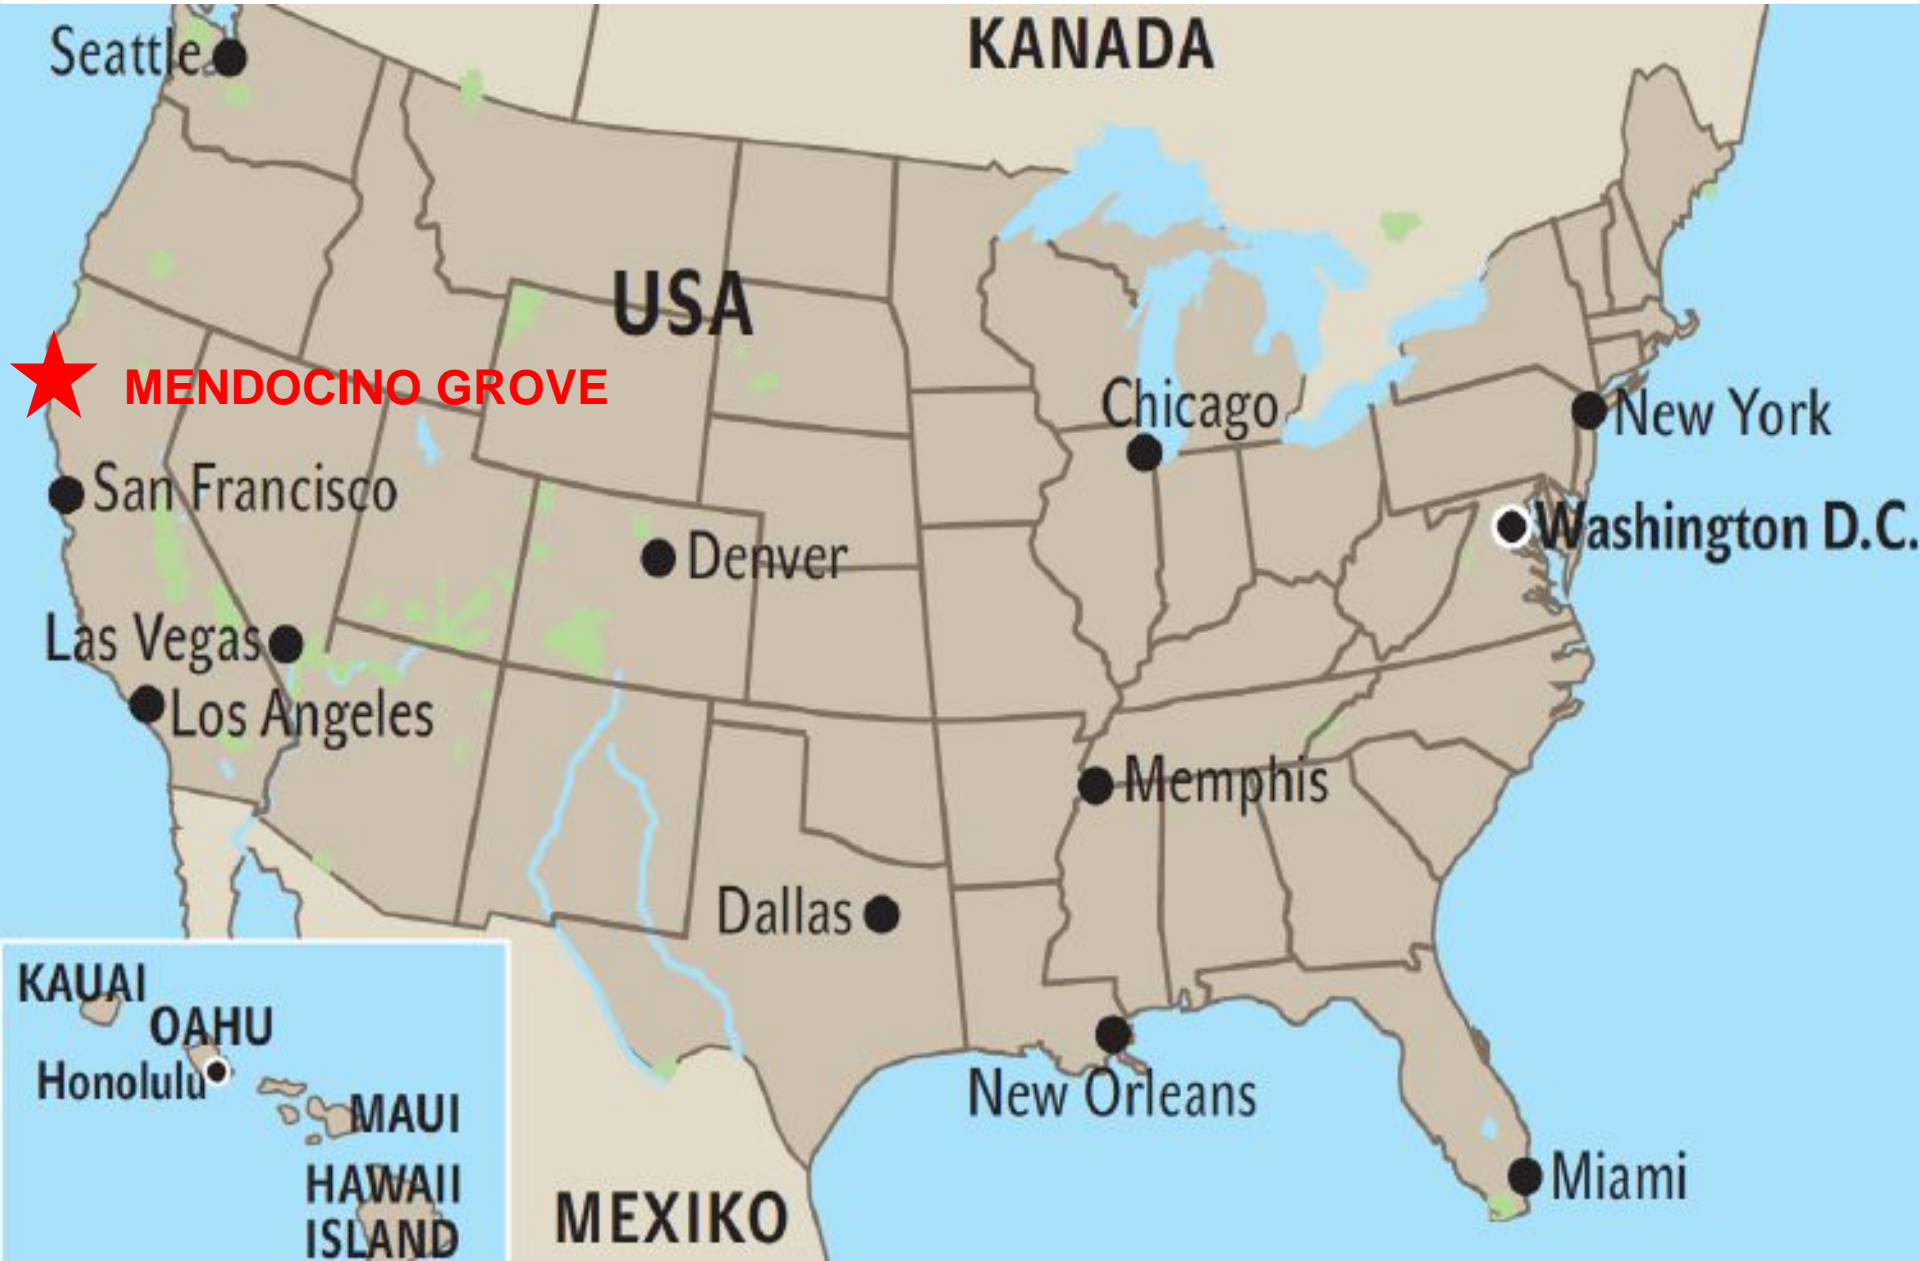 KANADA
Seattle
USA
MENDOCINO GROVE
Chicago
New York
San Francisco
Washington D.C.
Denver
Las Vegas
Los Angeles
Memphis
Dallas
KAUAI
OAHU
Honolulu
New Orleans
MAUI
HAWAII
ISLAND
MEXIKO
Miami